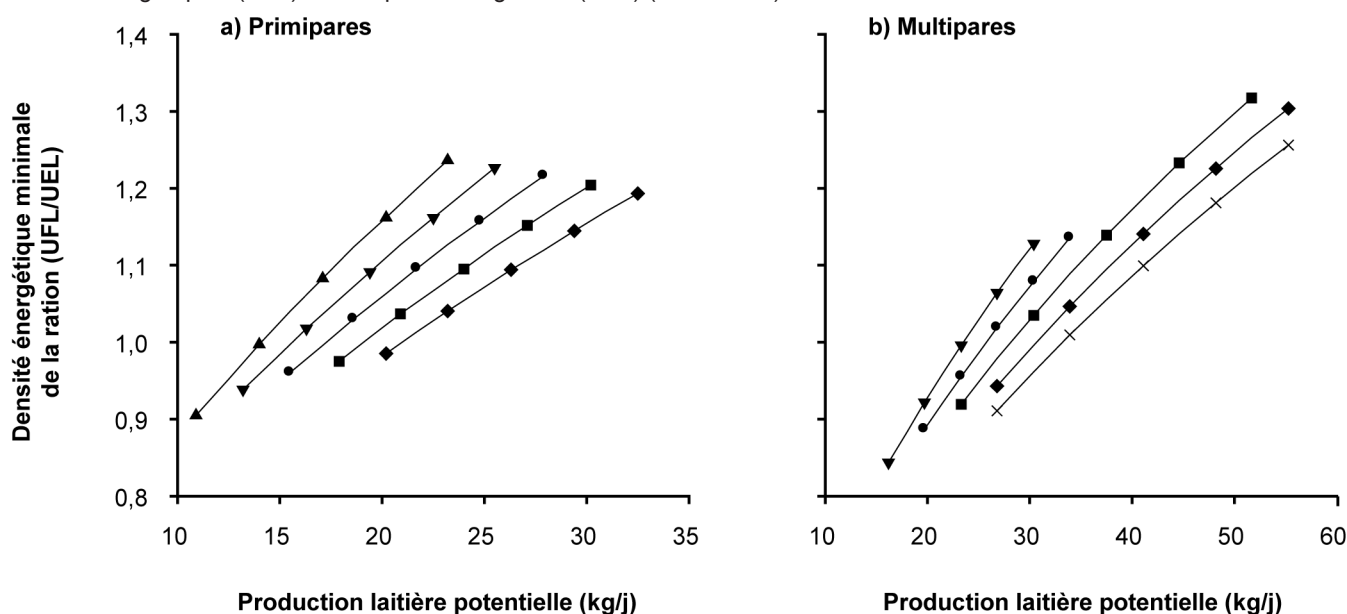 a) Primipares
b) Multipares
Densité énergétique minimale
de la ration (UFL/UEL)
1,4
1,3
1,2
1,1
1,0
0,9
0,8
10 15 20 25 30 35
10 20 30 40 50 60
Production laitière potentielle (kg/j)
Production laitière potentielle (kg/j)